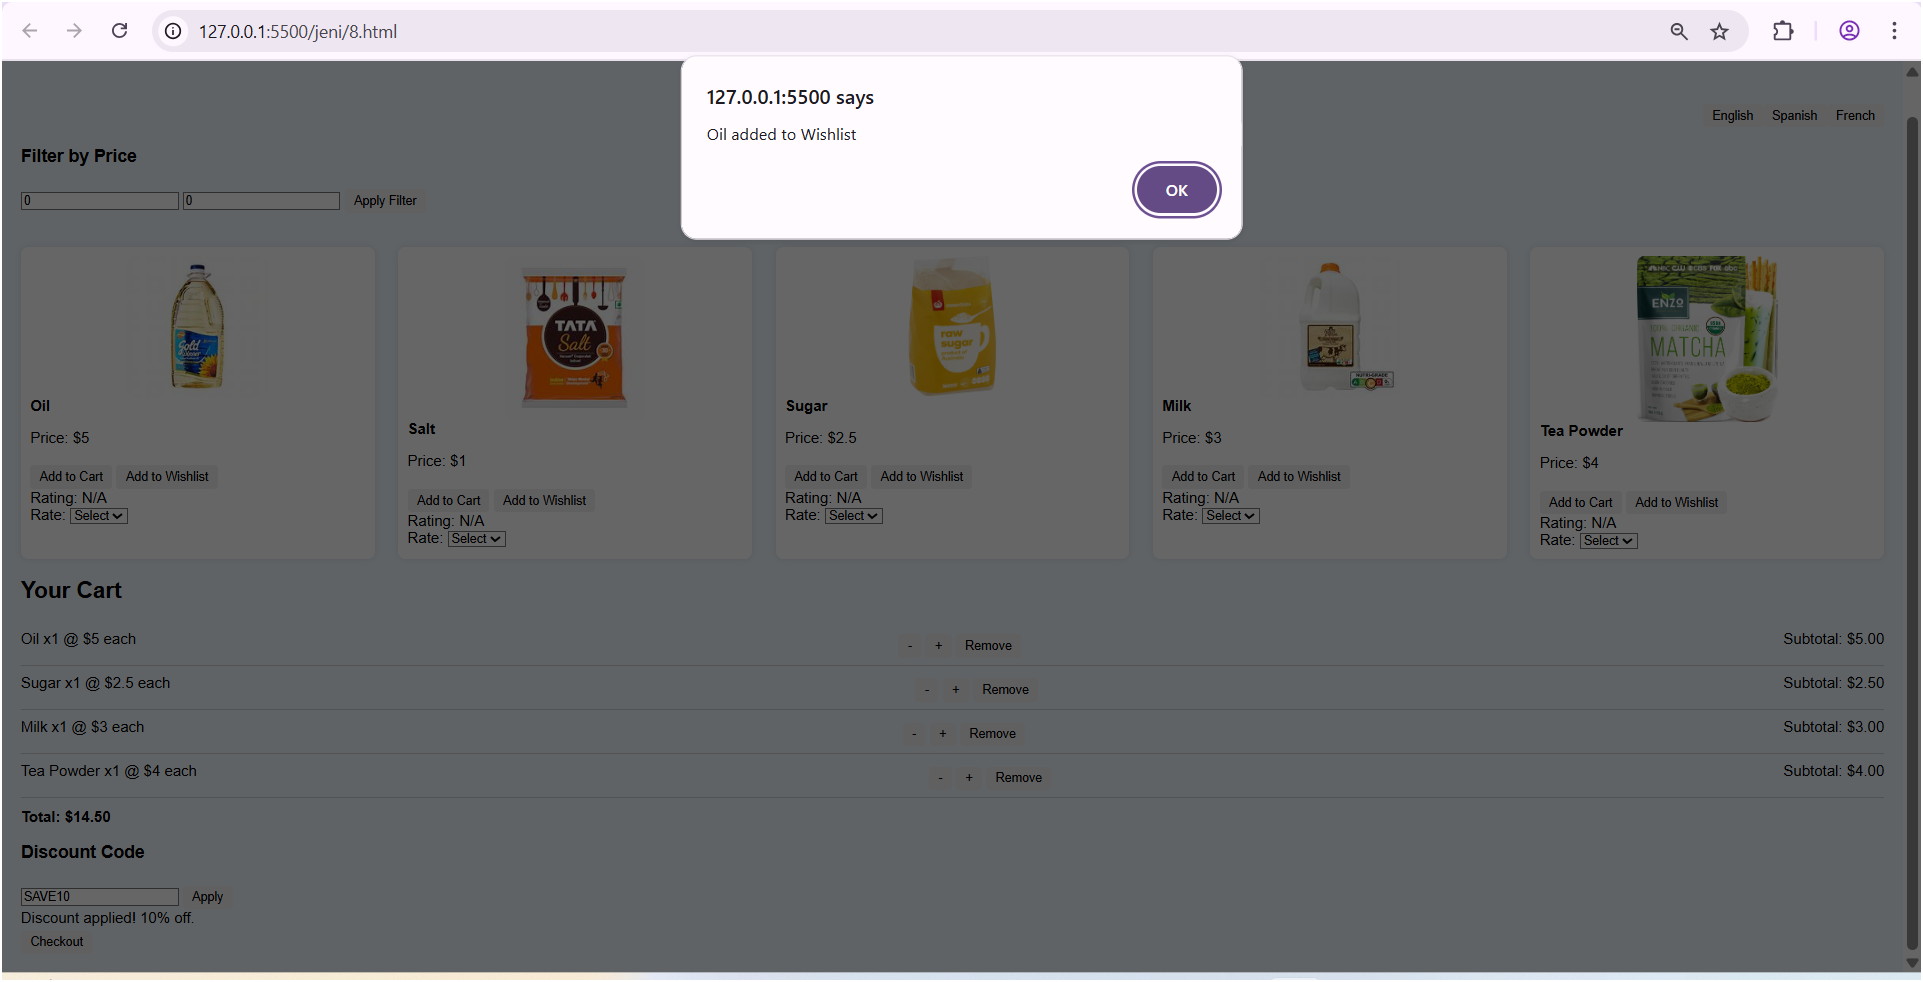 127.0.0.1:5500/jeni/8.html
127.0.0.1:5500 says
Oil added to Wishlist
OK
English Spanish French
Filter by Price
0 0 Apply Filter
TATA
Salt
raw
sugar
ENZO
MATCHA
NUTRI-GRADE
Oil
Price: $5
Add to Cart Add to Wishlist
Rating: N/A
Rate: Select
Salt
Price: $1
Add to Cart Add to Wishlist
Rating: N/A
Rate: Select
Sugar
Price: $2.5
Add to Cart Add to Wishlist
Rating: N/A
Rate: Select
Milk
Price: $3
Add to Cart Add to Wishlist
Rating: N/A
Rate: Select
Tea Powder
Price: $4
Add to Cart Add to Wishlist
Rating: N/A
Rate: Select
Your Cart
Oil x1 @ $5 each - + Remove Subtotal: $5.00
Sugar x1 @ $2.5 each - + Remove Subtotal: $2.50
Milk x1 @ $3 each - + Remove Subtotal: $3.00
Tea Powder x1 @ $4 each - + Remove Subtotal: $4.00
Total: $14.50
Discount Code
SAVE10 Apply
Discount applied! 10% off.
Checkout